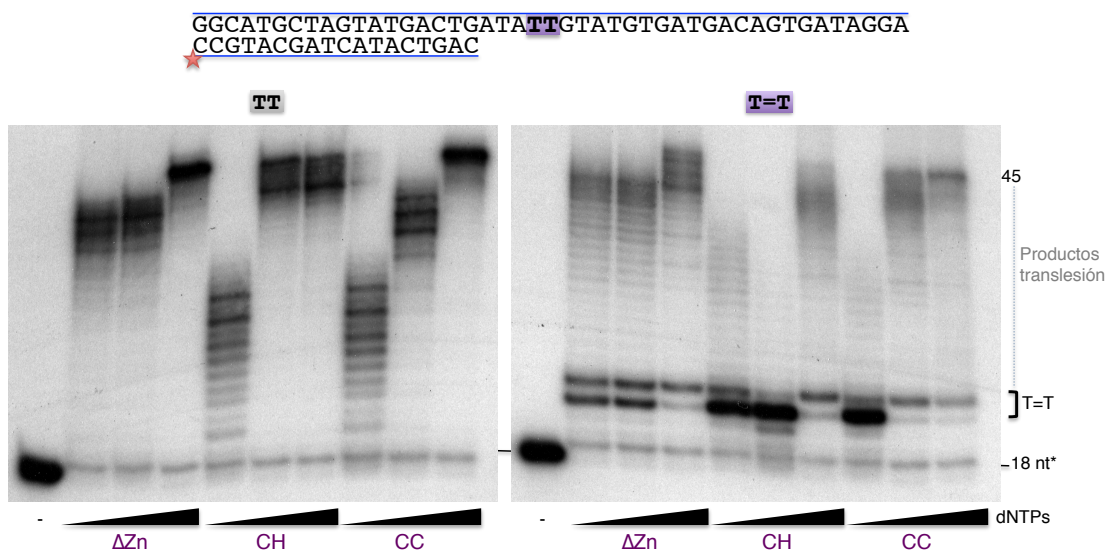 GGCATGCTAGTATGACTGATATTGTATGTGATGACAGTGATAGGA
CCGTACGATCATACTGAC
TT T=T
45
Productos
translesión
T=T
18 nt*
- - dNTPs
ΔZn CH CC ΔZn CH CC